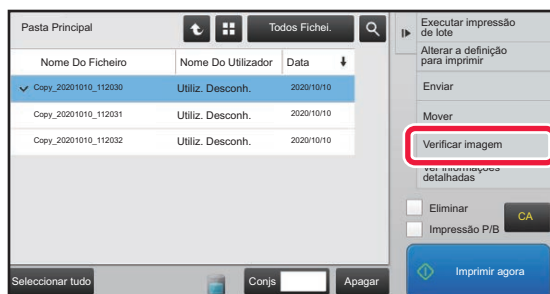 Pasta Principal
Todos Fichei.
Nome Do Ficheiro
Nome Do Utilizador
Data
Copy_20201010_112030
Utiliz. Desconh.
2020/10/10
Copy_20201010_112031
Utiliz. Desconh.
2020/10/10
Copy_20201010_112032
Utiliz. Desconh.
2020/10/10
Seleccionar tudo
Conjs
Apagar
Executar impressão
de lote
Alterar a definição
para imprimir
Enviar
Mover
Verificar imagem
Ver informações
detalhadas
Eliminar
Impressão P/B
CA
Imprimir agora